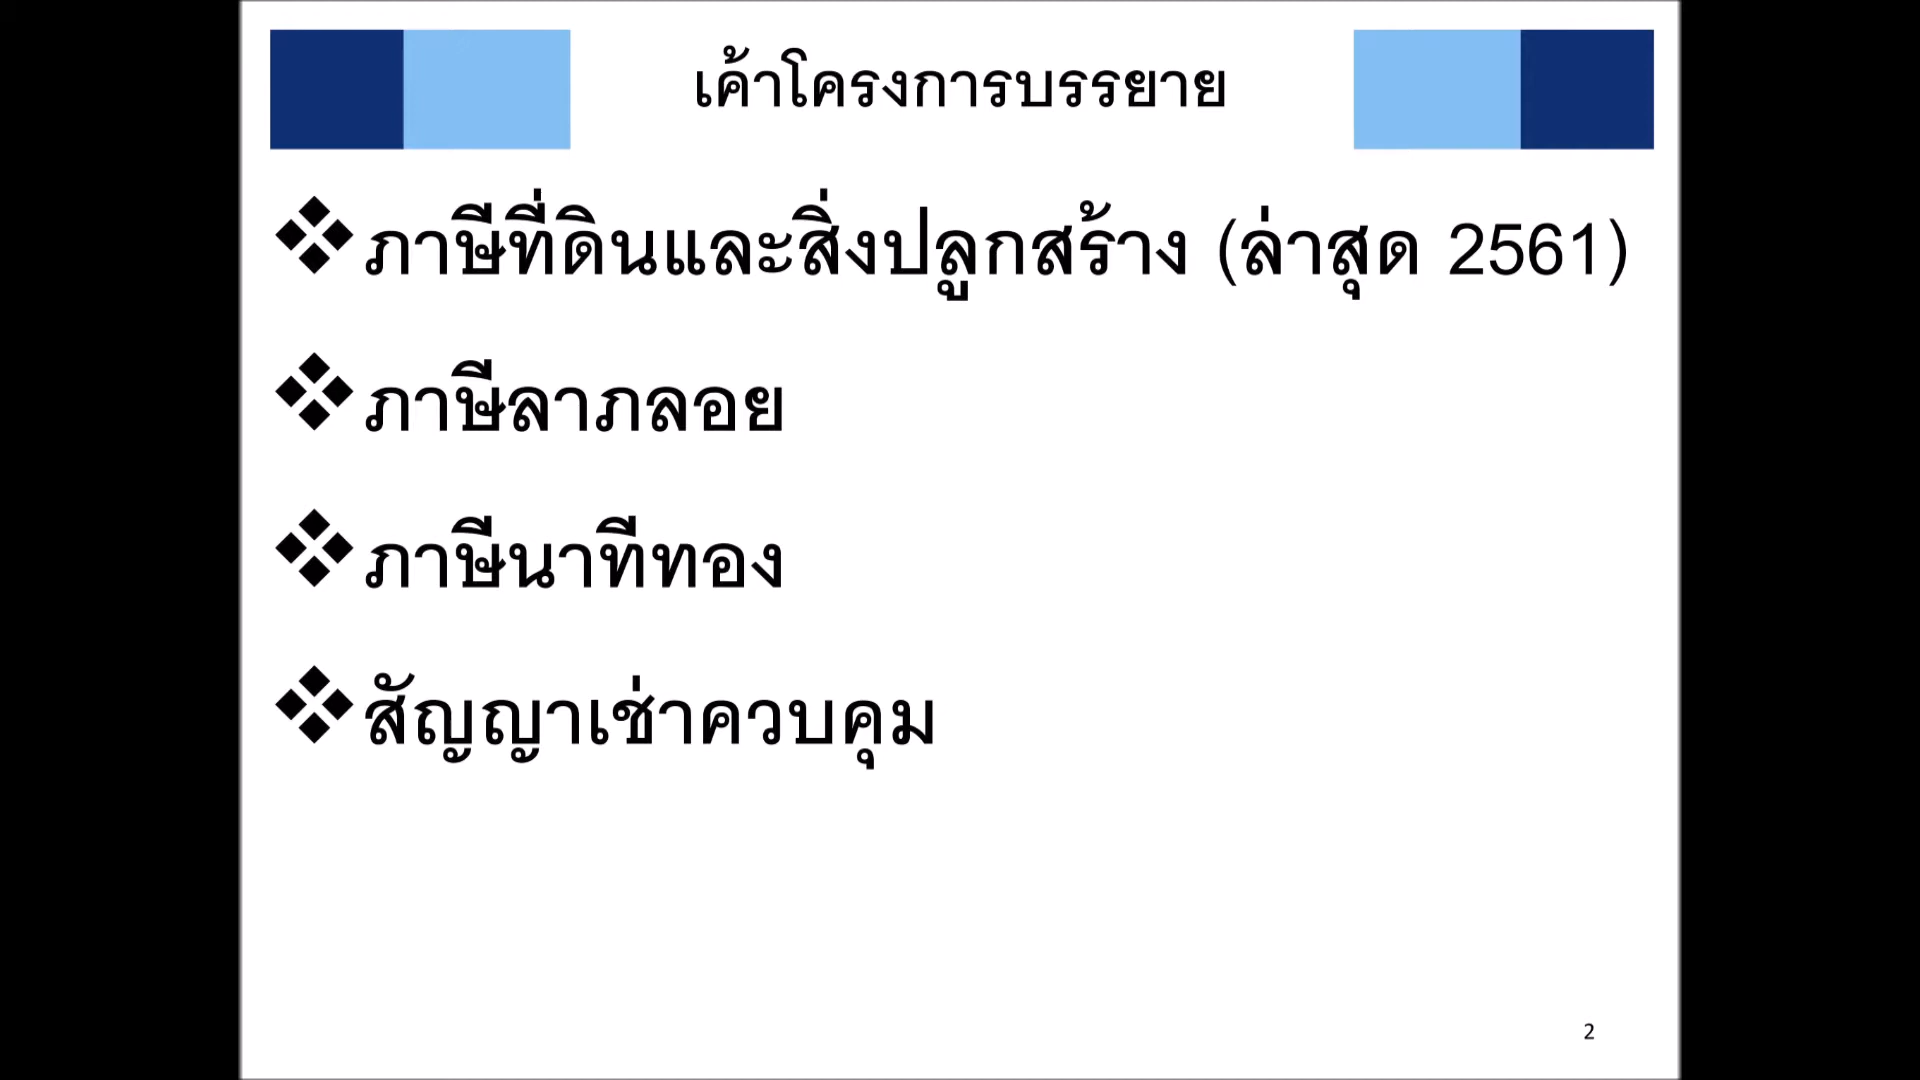 เค้าโครงการบรรยาย
❖ภาษีที่ดินและสิ่งปลูกสร้าง (ล่าสุด 2561)
❖ภาษีลาภลอย
❖ภาษีนาทีทอง
❖สัญญาเช่าควบคุม
2